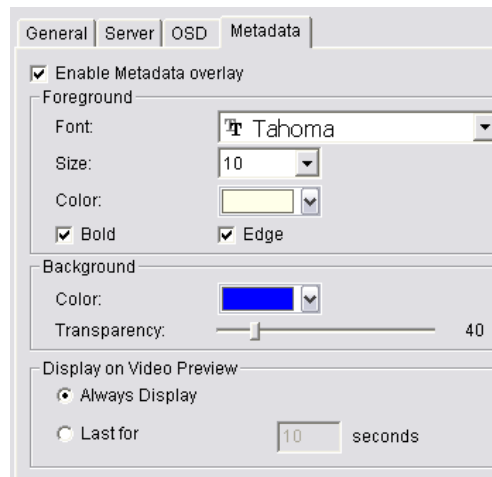 General Server OSD Metadata
Enable Metadata overlay
Foreground
Font: Tahoma
Size: 10
Color:
Bold Edge
Background
Color:
Transparency: 40
Display on Video Preview
Always Display
Last for 10 seconds